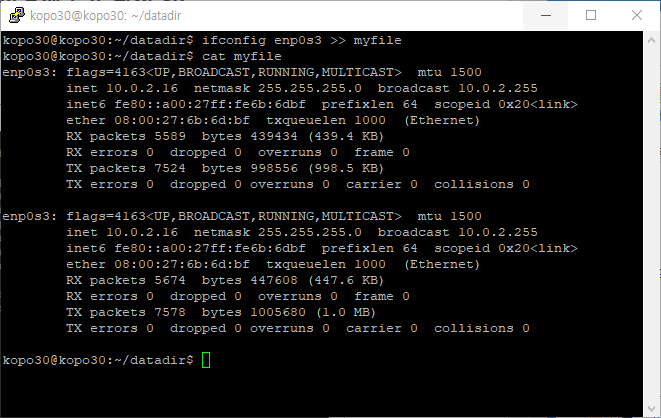 kopo30@kopo30: ~/datadir
kopo30@kopo30:~/datadir$ ifconfig enp0s3 >> myfile
kopo30@kopo30:~/datadir$ cat myfile
enp0s3: flags=4163<UP,BROADCAST,RUNNING,MULTICAST>  mtu 1500
        inet 10.0.2.16  netmask 255.255.255.0  broadcast 10.0.2.255
        inet6 fe80::a00:27ff:fe6b:6dbf  prefixlen 64  scopeid 0x20<link>
        ether 08:00:27:6b:6d:bf  txqueuelen 1000  (Ethernet)
        RX packets 5589  bytes 439434 (439.4 KB)
        RX errors 0  dropped 0  overruns 0  frame 0
        TX packets 7524  bytes 998556 (998.5 KB)
        TX errors 0  dropped 0 overruns 0  carrier 0  collisions 0

enp0s3: flags=4163<UP,BROADCAST,RUNNING,MULTICAST>  mtu 1500
        inet 10.0.2.16  netmask 255.255.255.0  broadcast 10.0.2.255
        inet6 fe80::a00:27ff:fe6b:6dbf  prefixlen 64  scopeid 0x20<link>
        ether 08:00:27:6b:6d:bf  txqueuelen 1000  (Ethernet)
        RX packets 5674  bytes 447608 (447.6 KB)
        RX errors 0  dropped 0  overruns 0  frame 0
        TX packets 7578  bytes 1005680 (1.0 MB)
        TX errors 0  dropped 0 overruns 0  carrier 0  collisions 0

kopo30@kopo30:~/datadir$